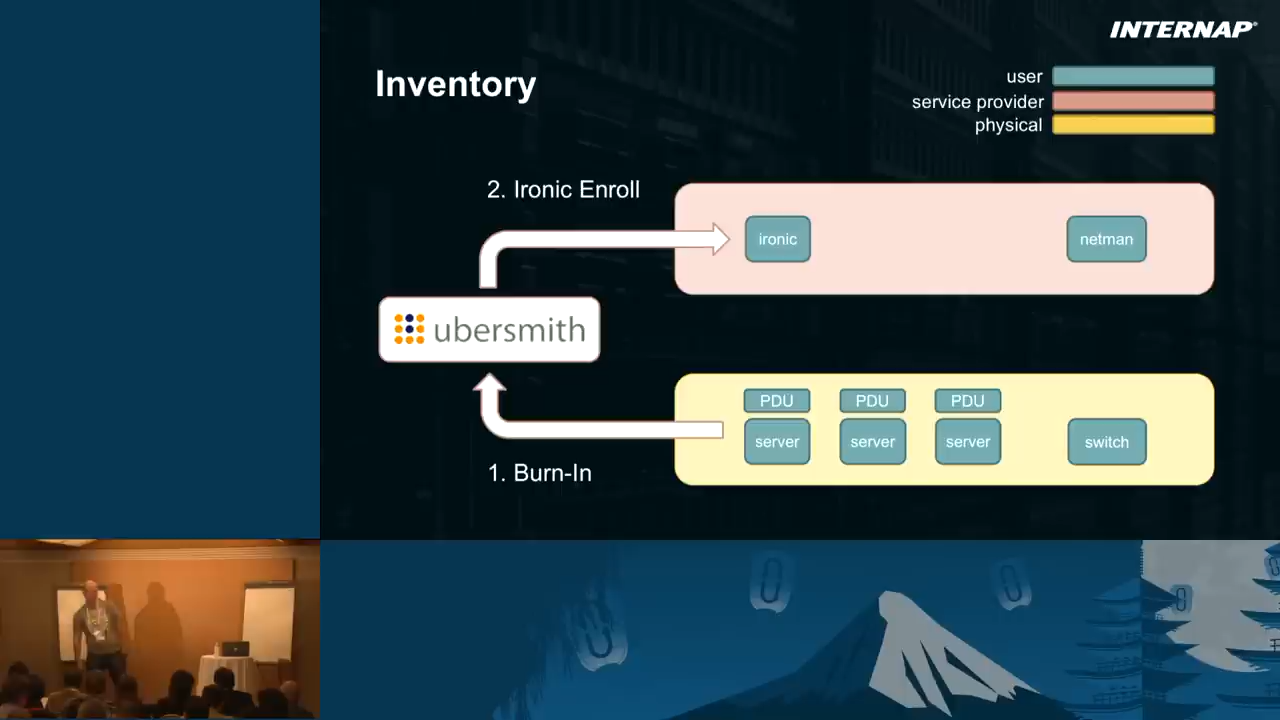 INTERNAP
Inventory
user
service provider
physical
2. Ironic Enroll
ironic
netman
ubersmith
PDU
PDU
PDU
server
server
server
switch
1. Burn-In